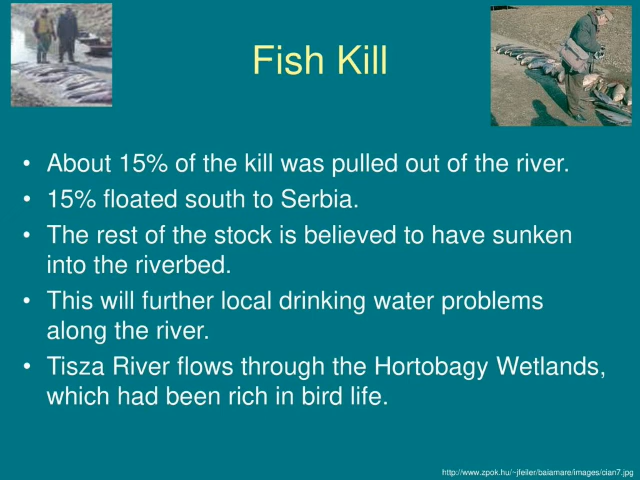 Fish Kill
• About 15% of the kill was pulled out of the river.
• 15% floated south to Serbia.
• The rest of the stock is believed to have sunken
into the riverbed.
• This will further local drinking water problems
along the river.
• Tisza River flows through the Hortobagy Wetlands,
which had been rich in bird life.
http://www.zpok.hu/~jfeiler/baiamare/images/cian7.jpg